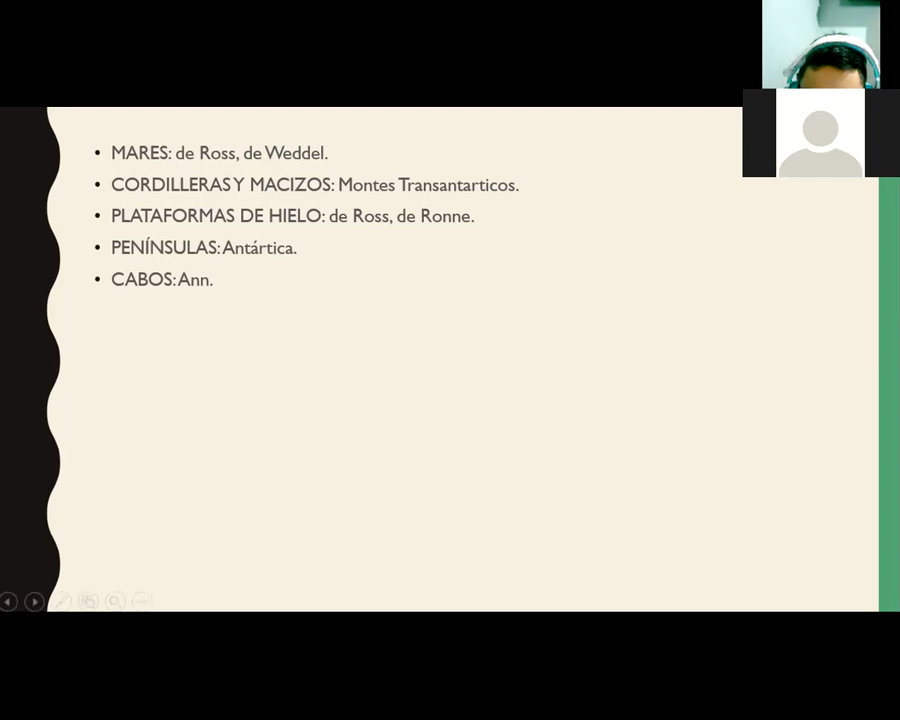 • MARES: de Ross, de Weddel.
• CORDILLERAS Y MACIZOS: Montes Transantarticos.
• PLATAFORMAS DE HIELO: de Ross, de Ronne.
• PENÍNSULAS: Antártica.
• CABOS: Ann.